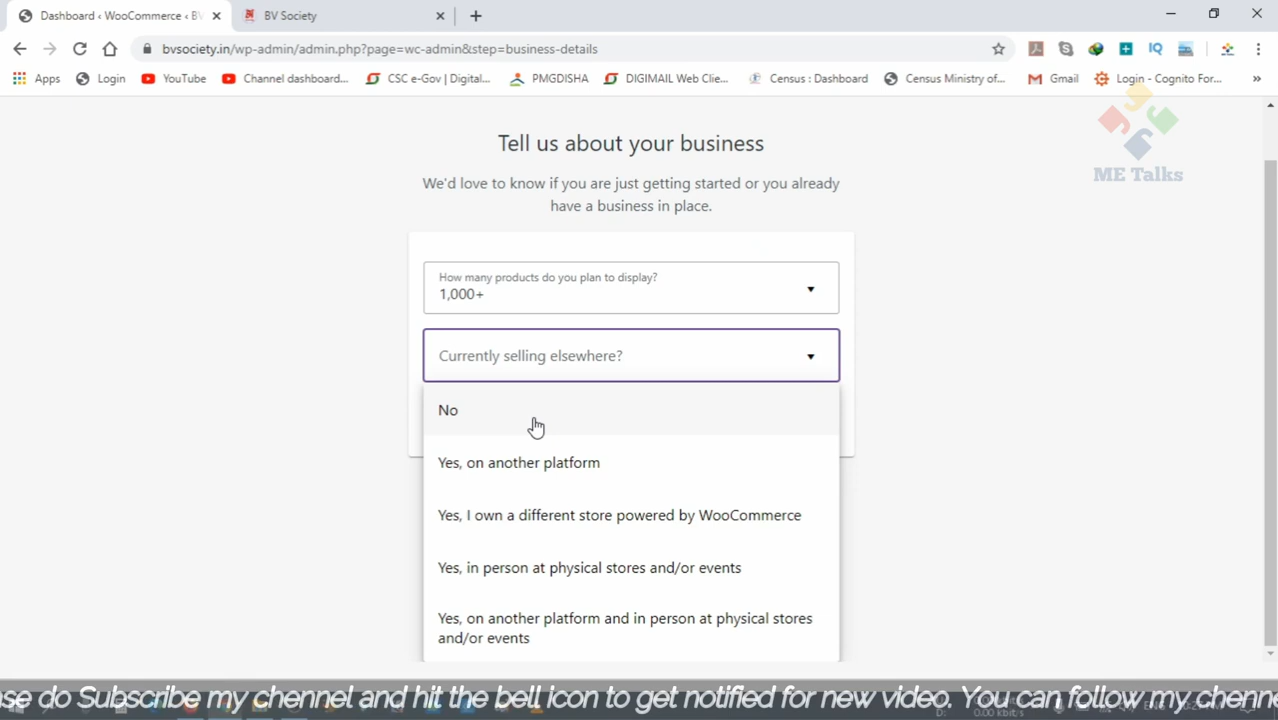 Dashboard ‹ WooCommerce ‹ BV
BV Society
bvsociety.in/wp-admin/admin.php?page=wc-admin&step=business-details
IQ
Apps
Login
YouTube
Channel dashboard...
CSC e-Gov | Digital...
PMGDISHA
DIGIMAIL Web Clie...
Census : Dashboard
Census Ministry of...
Gmail
Login - Cognito For...
»
ME Talks
Tell us about your business
We'd love to know if you are just getting started or you already
have a business in place.
How many products do you plan to display?
1,000+
Currently selling elsewhere?
No
Yes, on another platform
Yes, I own a different store powered by WooCommerce
Yes, in person at physical stores and/or events
Yes, on another platform and in person at physical stores
and/or events
se do Subscribe my chennel and hit the bell icon to get notified for new video. You can follow my chenne
D:
0.00 kbit/s